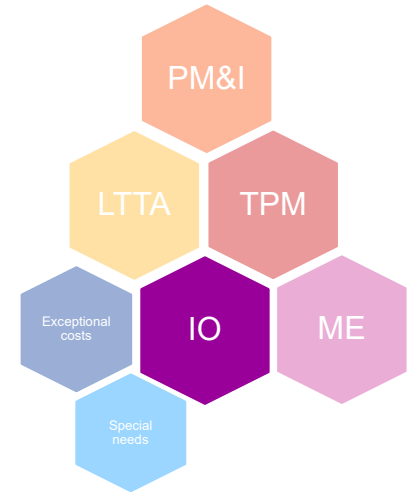 PM&I
LTTA
TPM
Exceptional
costs
IO
ME
Special
needs